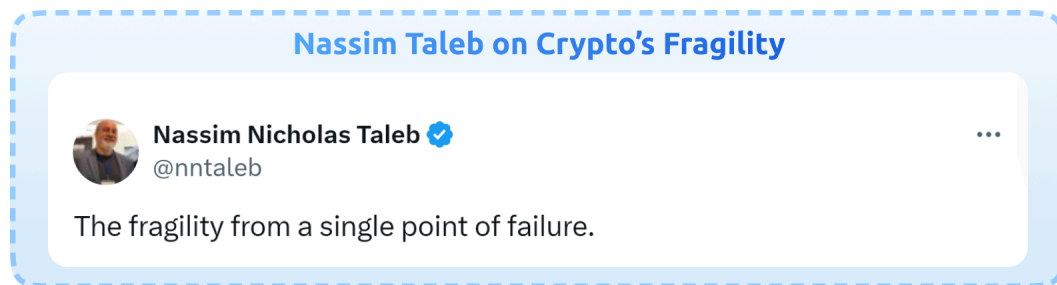 Nassim Taleb on Crypto’s Fragility
Nassim Nicholas Taleb
@nntaleb
The fragility from a single point of failure.